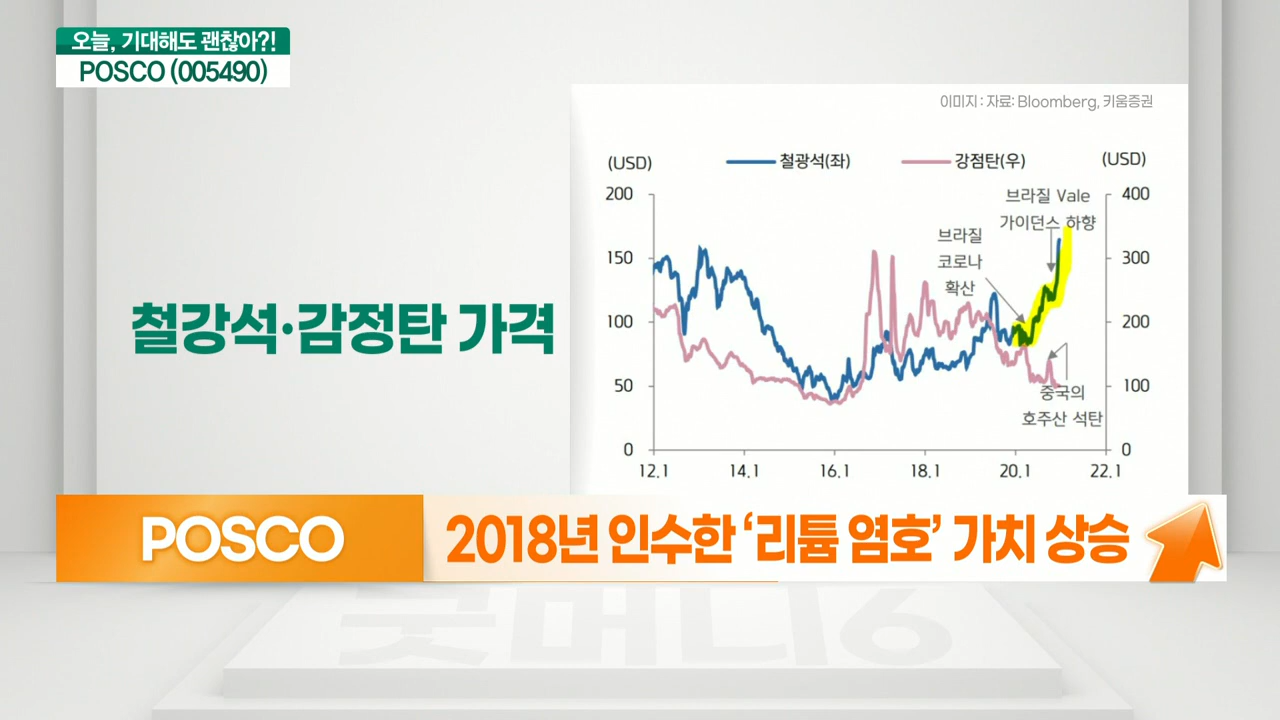 오늘, 기대해도 괜찮아?!
POSCO (005490)
이미지 : 자료: Bloomberg, 키움증권
철강석·감정탄 가격
(USD)
철광석(좌)
강점탄(우)
(USD)
200
150
100
50
0
400
300
200
100
0
브라질 Vale
가이던스 하향
브라질
코로나
확산
중국의
호주산 석탄
12.1
14.1
16.1
18.1
20.1
22.1
POSCO
2018년 인수한 ‘리튬 염호’ 가치 상승
굿머니6